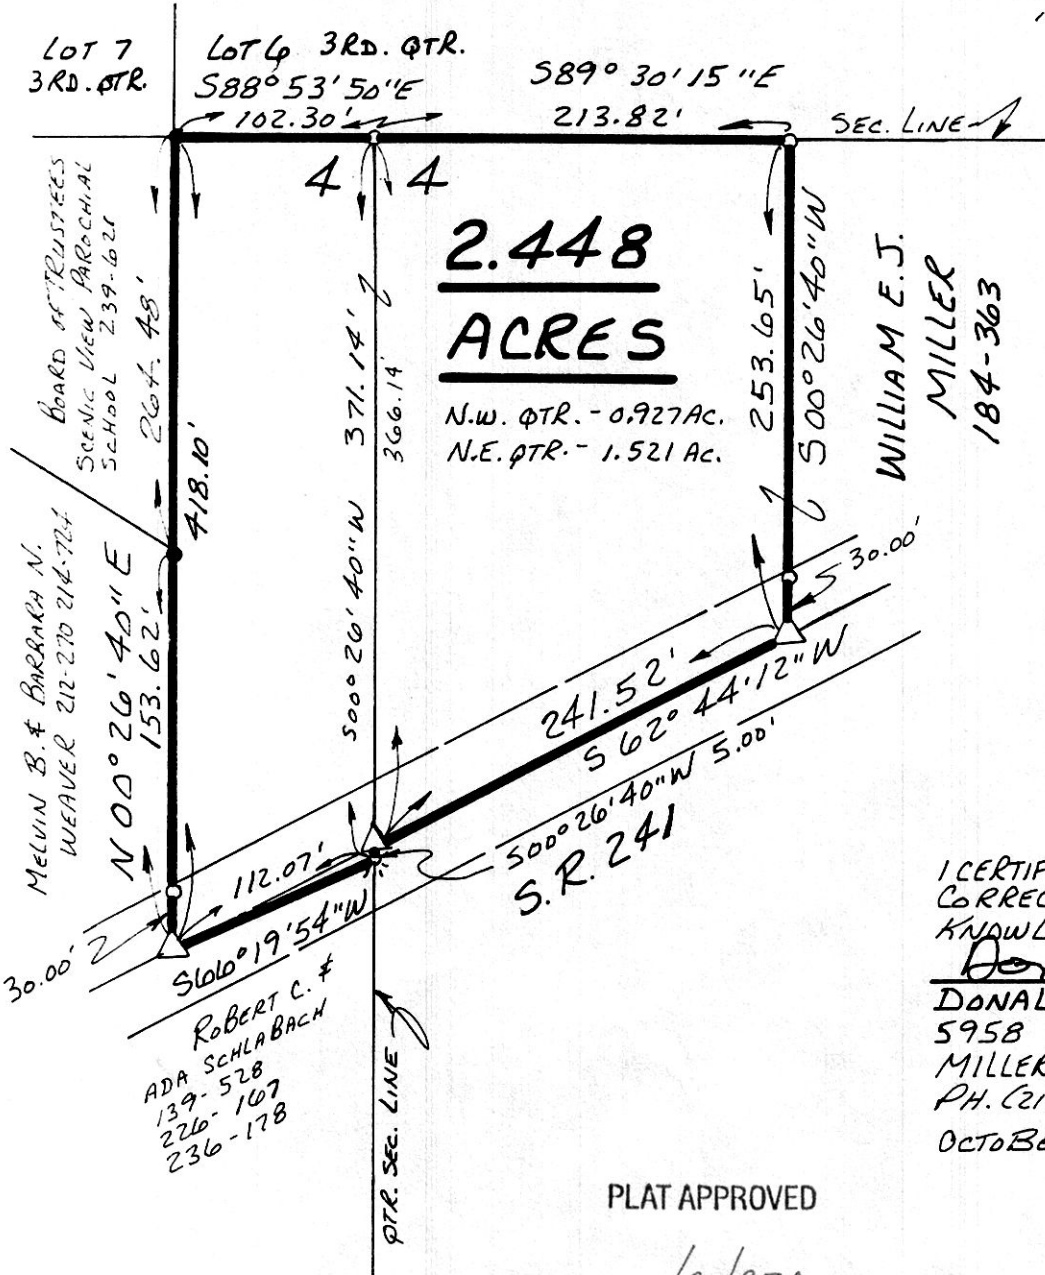 LOT 7
3RD. QTR.
LOT 6 3RD. QTR.
S88° 53' 50"E
102.30'
S89° 30' 15"E
213.82'
SEC. LINE
4
4
2.448
ACRES
N.W. QTR. - 0.927 AC.
N.E. QTR. - 1.521 AC.
BOARD OF TRUSTEES
SCENIC VIEW PAROCHIAL
SCHOOL 239-621
264.48'
418.10'
371.14'
366.14'
S00° 26' 40"W
253.65'
S00° 26' 40"W
WILLIAM E.J.
MILLER
184-363
MELVIN B. & BARBARA N.
WEAVER 212-270 214-724
N00° 26' 40"E
153.62'
30.00'
241.52'
S 62° 44' 12" W
S00° 26' 40"W 5.00'
S.R. 241
112.07'
S66° 19' 54"W
30.00'
ROBERT C. &
ADA SCHLABACH
139-528
226-167
236-178
QTR. SEC. LINE
I CERTIF
CORREC
KNOWL
DONAL
5958
MILLER
PH. (21
OCTOBE
PLAT APPROVED